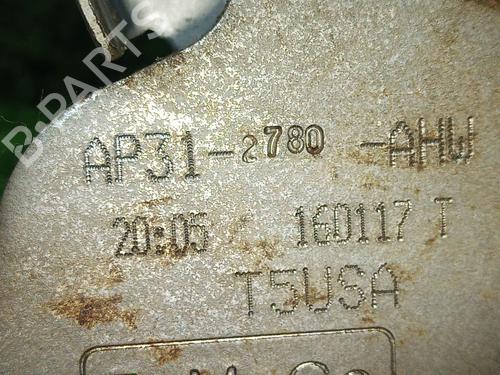 B-PARTS
AP31-2780 -AHW
20:05 160117 T
T5USA